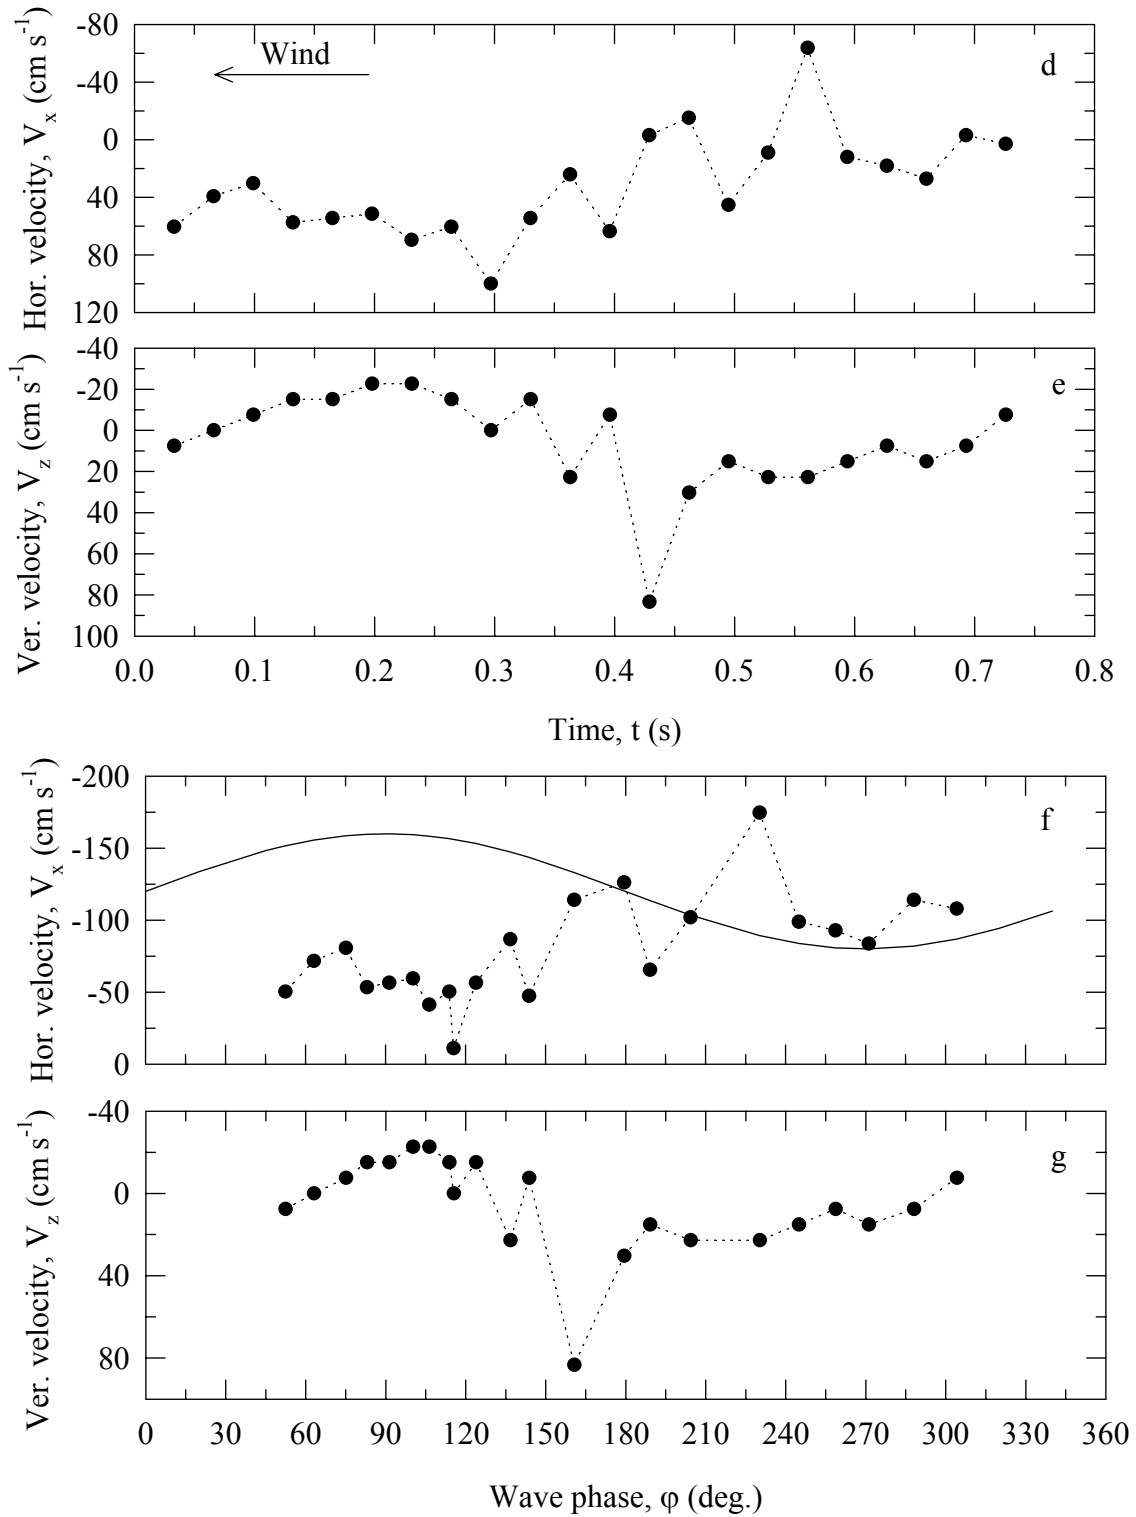 Hor. velocity, Vx (cm s-1)
-80
-40
0
40
80
120
Wind
d
Ver. velocity, Vz (cm s-1)
-40
-20
0
20
40
60
80
100
e
0.0 0.1 0.2 0.3 0.4 0.5 0.6 0.7 0.8
Time, t (s)
Hor. velocity, Vx (cm s-1)
-200
-150
-100
-50
0
f
Ver. velocity, Vz (cm s-1)
-40
0
40
80
g
0 30 60 90 120 150 180 210 240 270 300 330 360
Wave phase, φ (deg.)